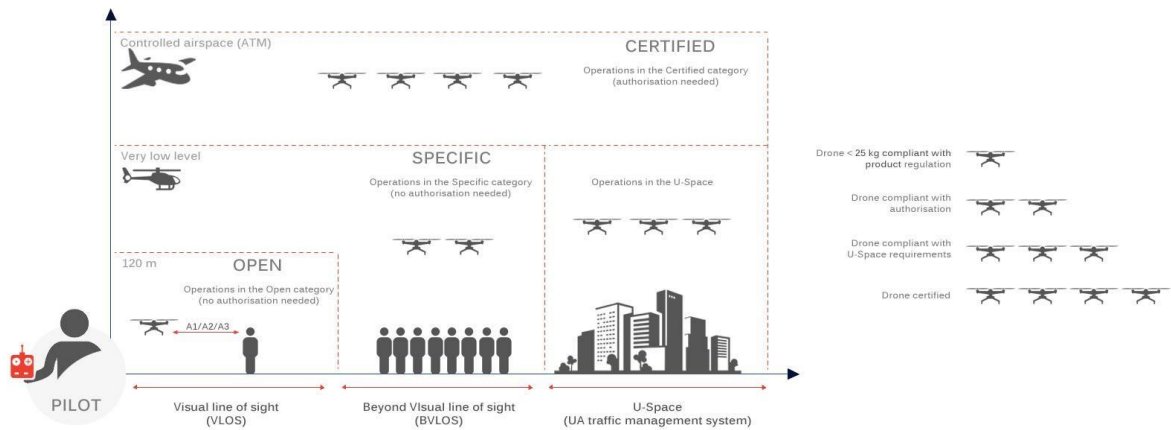 Controlled airspace (ATM)
CERTIFIED
Operations in the Certified category
(authorisation needed)
Very low level
SPECIFIC
Operations in the Specific category
(no authorisation needed)
Operations in the U-Space
120 m
OPEN
Operations in the Open category
(no authorisation needed)
A1/A2/A3
PILOT
Visual line of sight
(VLOS)
Beyond VIsual line of sight
(BVLOS)
U-Space
(UA traffic management system)
Drone < 25 kg compliant with
product regulation
Drone compliant with
authorisation
Drone compliant with
U-Space requirements
Drone certified